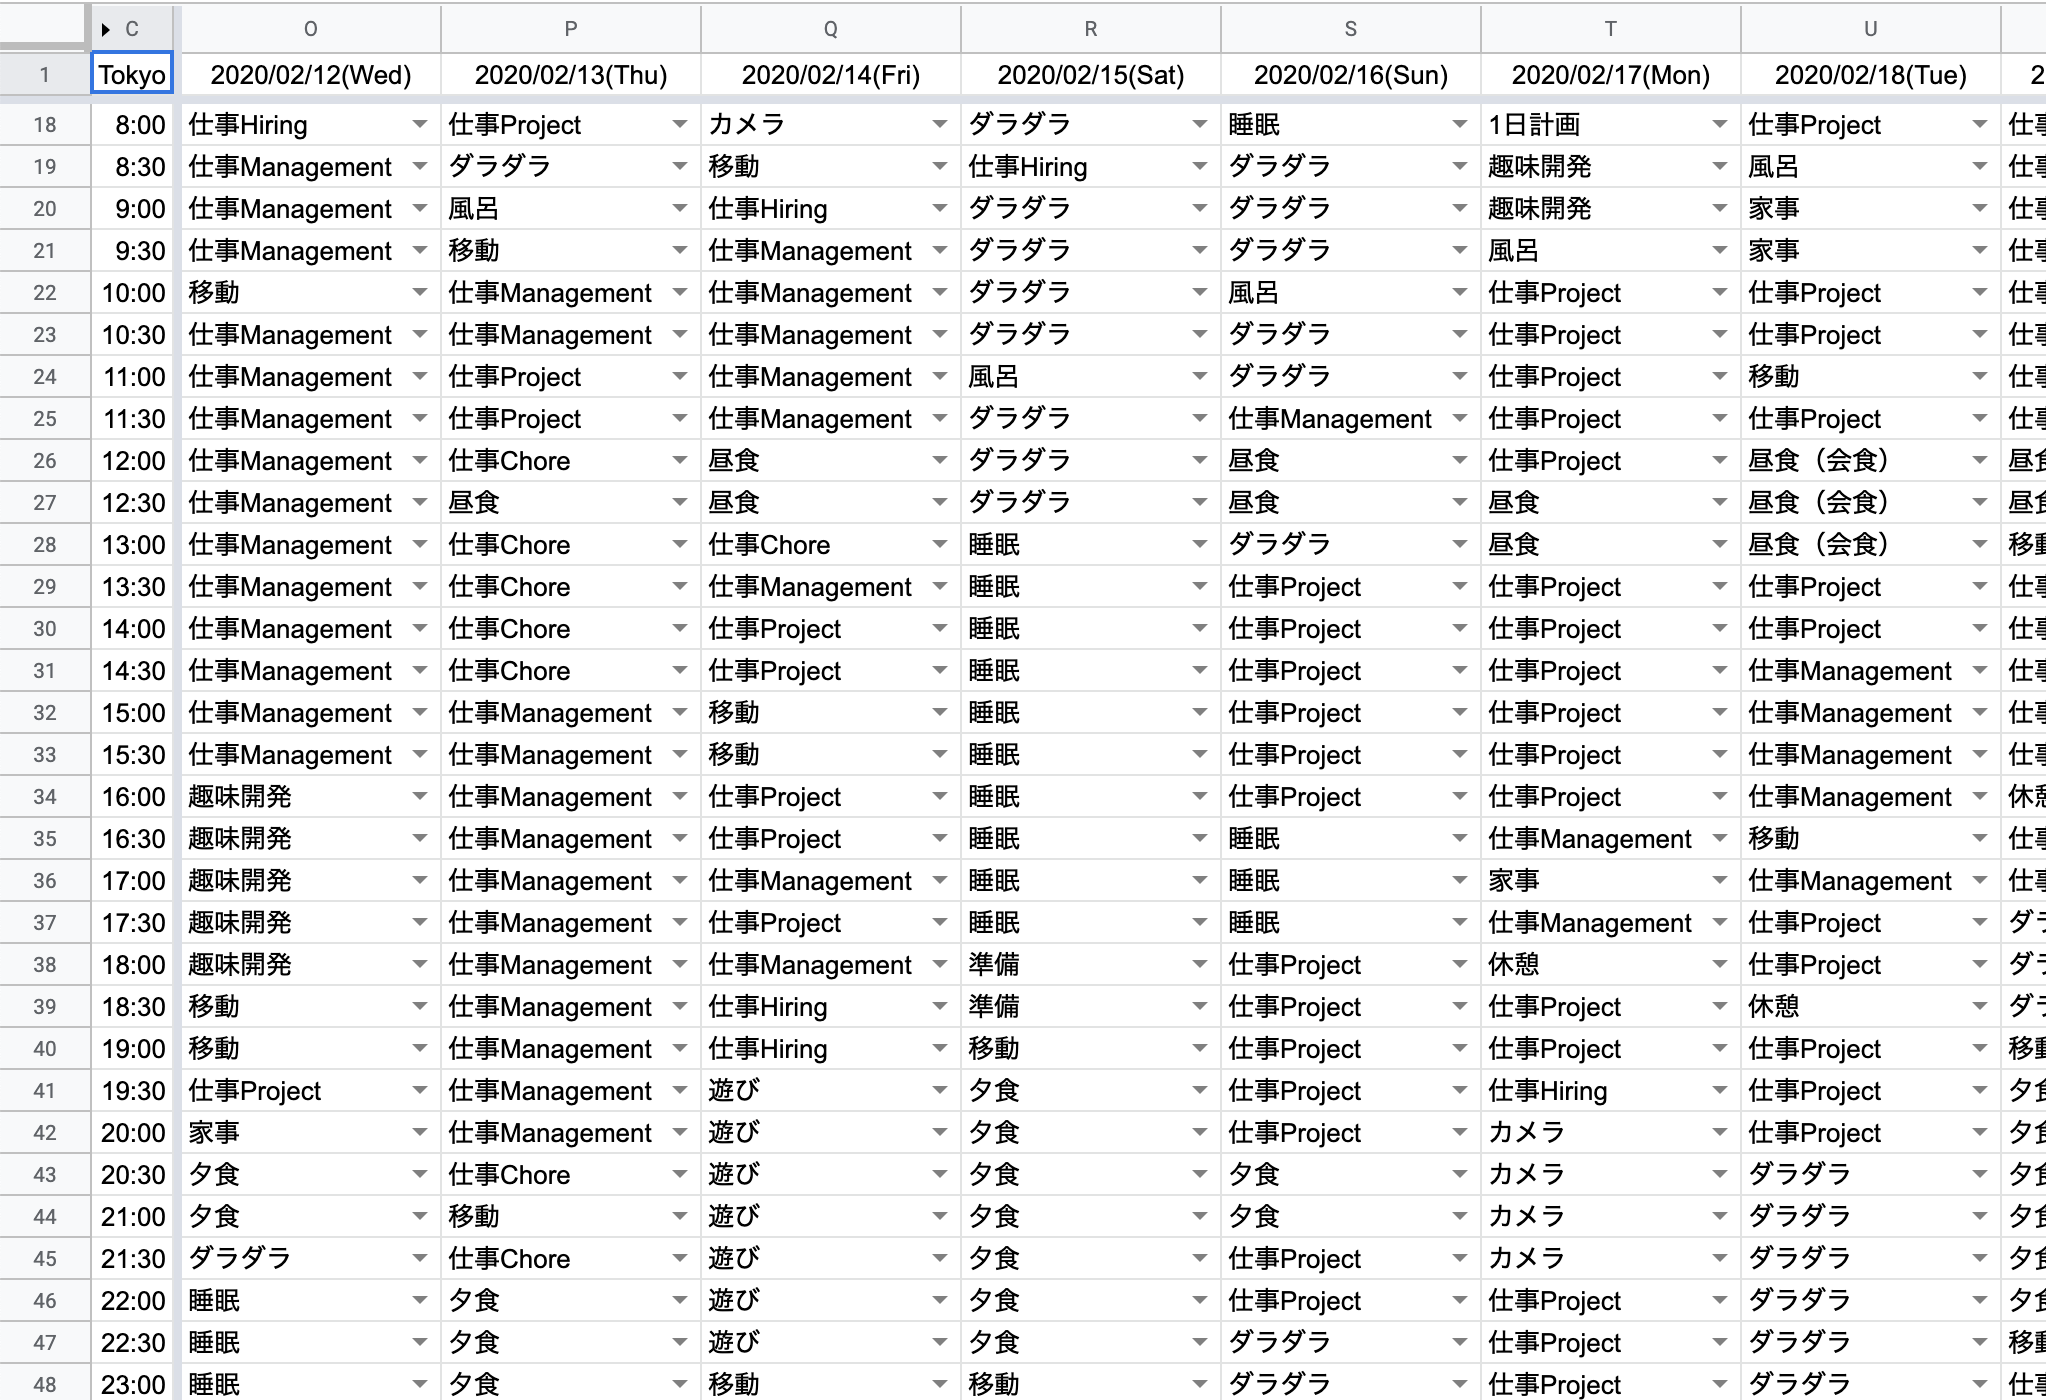 C O P Q R S T U
1 Tokyo 2020/02/12(Wed) 2020/02/13(Thu) 2020/02/14(Fri) 2020/02/15(Sat) 2020/02/16(Sun) 2020/02/17(Mon) 2020/02/18(Tue) 2
18 8:00 仕事Hiring 仕事Project カメラ ダラダラ 睡眠 1日計画 仕事Project 仕事
19 8:30 仕事Management ダラダラ 移動 仕事Hiring ダラダラ 趣味開発 風呂 仕事
20 9:00 仕事Management 風呂 仕事Hiring ダラダラ ダラダラ 趣味開発 家事 仕事
21 9:30 仕事Management 移動 仕事Management ダラダラ ダラダラ 風呂 家事 仕事
22 10:00 移動 仕事Management 仕事Management ダラダラ 風呂 仕事Project 仕事Project 仕事
23 10:30 仕事Management 仕事Management 仕事Management ダラダラ ダラダラ 仕事Project 仕事Project 仕事
24 11:00 仕事Management 仕事Project 仕事Management 風呂 ダラダラ 仕事Project 移動 仕事
25 11:30 仕事Management 仕事Project 仕事Management ダラダラ 仕事Management 仕事Project 仕事Project 仕事
26 12:00 仕事Management 仕事Chore 昼食 ダラダラ 昼食 仕事Project 昼食（会食） 昼食
27 12:30 仕事Management 昼食 昼食 ダラダラ 昼食 昼食 昼食（会食） 昼食
28 13:00 仕事Management 仕事Chore 仕事Chore 睡眠 ダラダラ 昼食 昼食（会食） 移動
29 13:30 仕事Management 仕事Chore 仕事Management 睡眠 仕事Project 仕事Project 仕事Project 仕事
30 14:00 仕事Management 仕事Chore 仕事Project 睡眠 仕事Project 仕事Project 仕事Project 仕事
31 14:30 仕事Management 仕事Chore 仕事Project 睡眠 仕事Project 仕事Project 仕事Management 仕事
32 15:00 仕事Management 仕事Management 移動 睡眠 仕事Project 仕事Project 仕事Management 仕事
33 15:30 仕事Management 仕事Management 移動 睡眠 仕事Project 仕事Project 仕事Management 仕事
34 16:00 趣味開発 仕事Management 仕事Project 睡眠 仕事Project 仕事Project 仕事Management 休憩
35 16:30 趣味開発 仕事Management 仕事Project 睡眠 睡眠 仕事Management 移動 仕事
36 17:00 趣味開発 仕事Management 仕事Management 睡眠 睡眠 家事 仕事Management 仕事
37 17:30 趣味開発 仕事Management 仕事Project 睡眠 睡眠 仕事Management 仕事Project ダラ
38 18:00 趣味開発 仕事Management 仕事Management 準備 仕事Project 休憩 仕事Project ダラ
39 18:30 移動 仕事Management 仕事Hiring 準備 仕事Project 仕事Project 休憩 ダラ
40 19:00 移動 仕事Management 仕事Hiring 移動 仕事Project 仕事Project 仕事Project 移動
41 19:30 仕事Project 仕事Management 遊び 夕食 仕事Project 仕事Hiring 仕事Project 夕食
42 20:00 家事 仕事Management 遊び 夕食 仕事Project カメラ 仕事Project 夕食
43 20:30 夕食 仕事Chore 遊び 夕食 夕食 カメラ ダラダラ 夕食
44 21:00 夕食 移動 遊び 夕食 夕食 カメラ ダラダラ 夕食
45 21:30 ダラダラ 仕事Chore 遊び 夕食 仕事Project カメラ ダラダラ 夕食
46 22:00 睡眠 夕食 遊び 夕食 仕事Project 仕事Project ダラダラ 夕食
47 22:30 睡眠 夕食 遊び 夕食 ダラダラ 仕事Project ダラダラ 移動
48 23:00 睡眠 夕食 移動 移動 ダラダラ 仕事Project ダラダラ 仕事